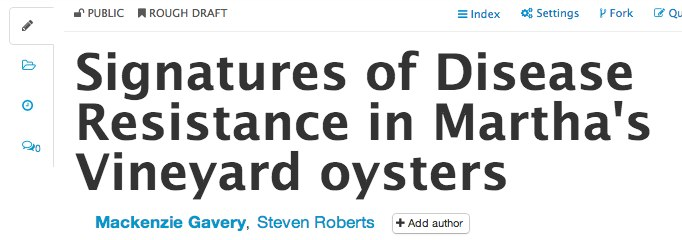 PUBLIC ROUGH DRAFT Index Settings Fork Qu
Signatures of Disease
Resistance in Martha's
Vineyard oysters
0
Mackenzie Gavery, Steven Roberts + Add author